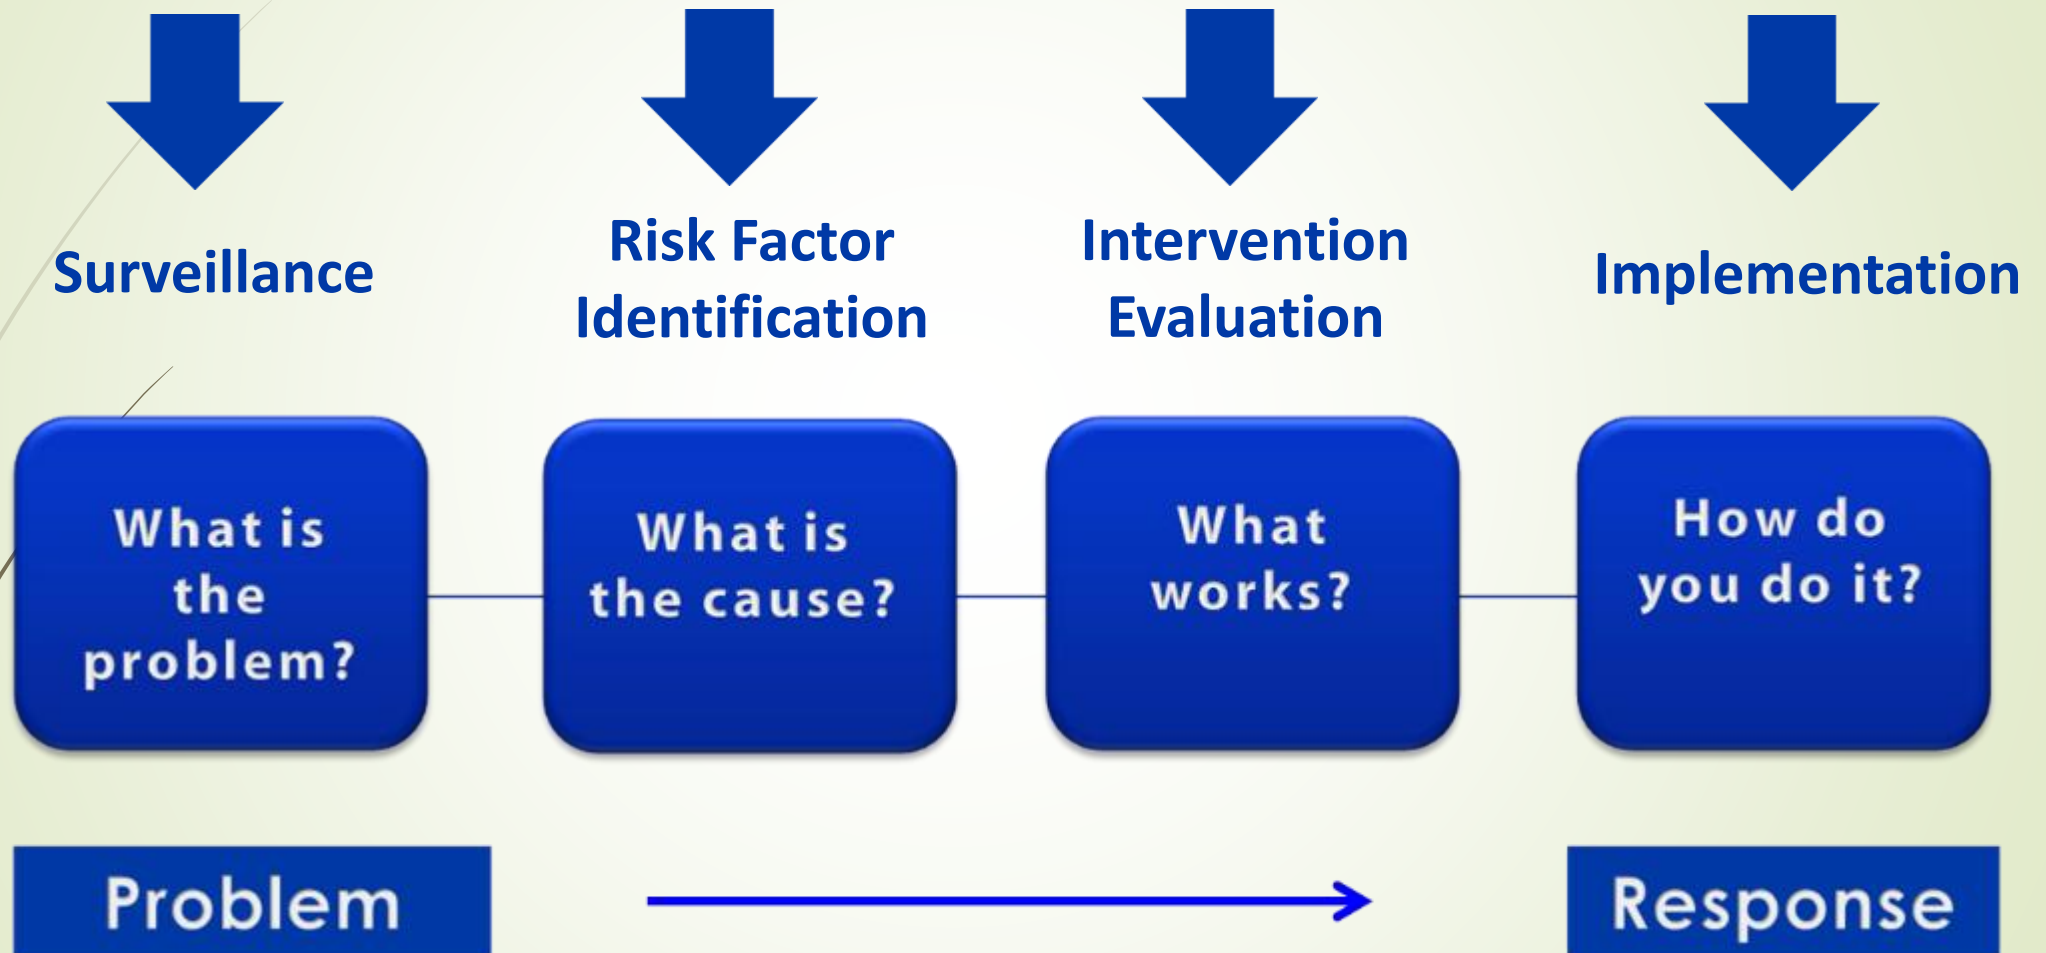 Surveillance
Risk Factor
Identification
Intervention
Evaluation
Implementation
What is
the
problem?
What is
the cause?
What
works?
How do
you do it?
Problem
Response